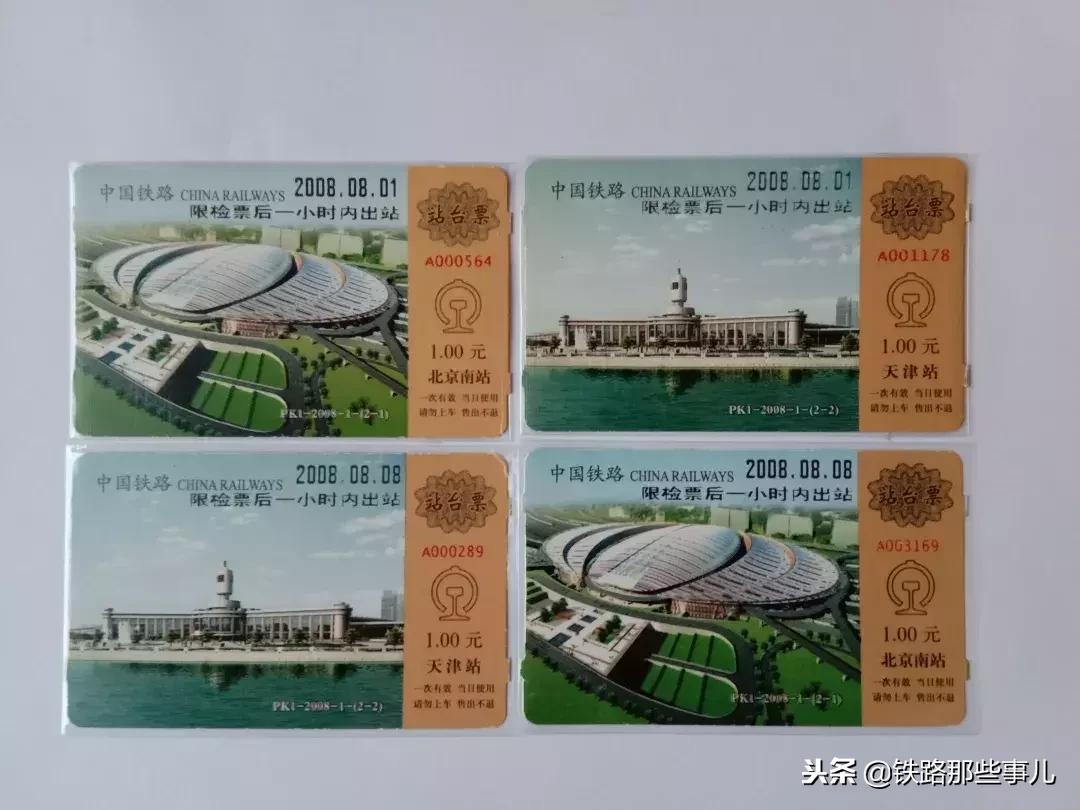 中国铁路 CHINA RAILWAYS 2008.08.01
限检票后一小时内出站
站台票
A000564
1.00 元
北京南站
一次有效 当日使用
请勿上车 售出不退
PK1-2008-1-(2-1)
中国铁路 CHINA RAILWAYS 2008.08.01
限检票后一小时内出站
站台票
A001178
1.00 元
天津站
一次有效 当日使用
请勿上车 售出不退
PK1-2008-1-(2-2)
中国铁路 CHINA RAILWAYS 2008.08.08
限检票后一小时内出站
站台票
A000289
1.00 元
天津站
一次有效 当日使用
请勿上车 售出不退
PK1-2008-1-(2-2)
中国铁路 CHINA RAILWAYS 2008.08.08
限检票后一小时内出站
站台票
A003169
1.00 元
北京南站
一次有效 当日使用
请勿上车 售出不退
PK1-2008-1-(2-1)
头条 @铁路那些事儿